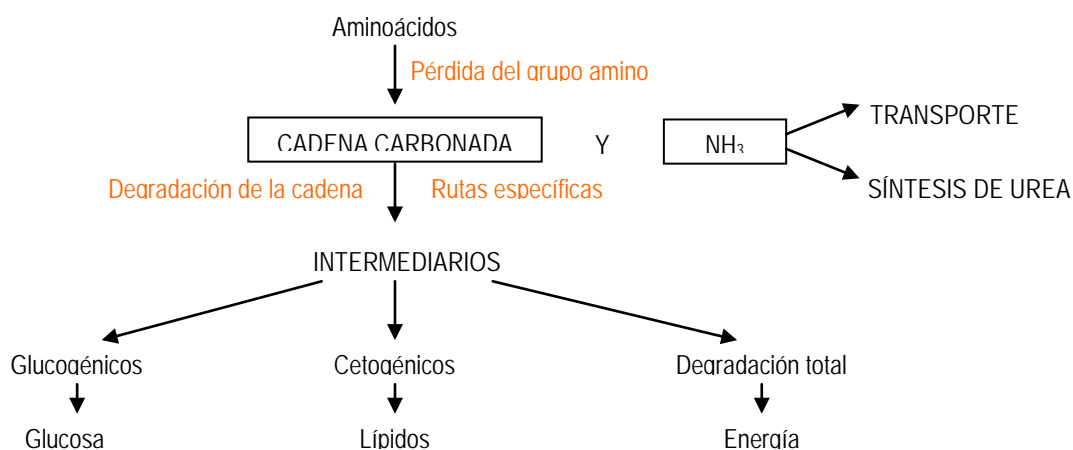 Aminoácidos
Pérdida del grupo amino
TRANSPORTE
CADENA CARBONADA Y NH₃
Degradación de la cadena Rutas específicas
SÍNTESIS DE UREA
INTERMEDIARIOS
Glucogénicos Cetogénicos Degradación total
Glucosa Lípidos Energía